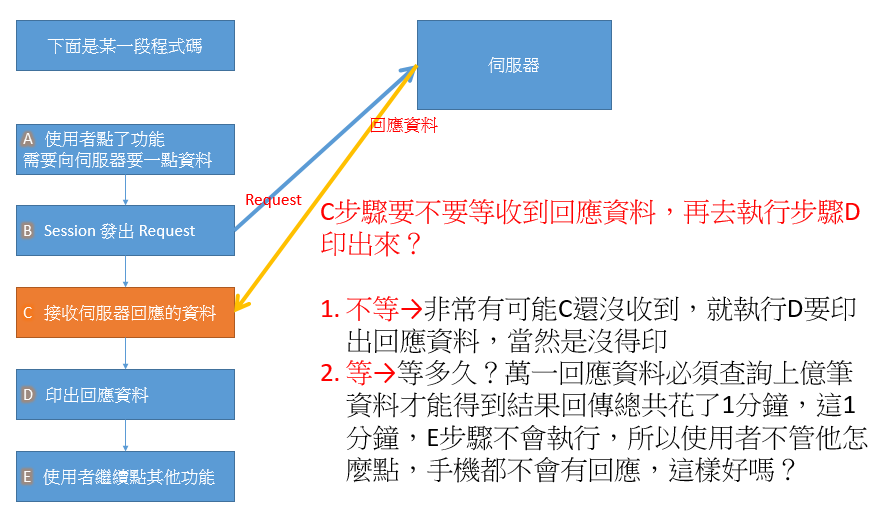 下面是某一段程式碼
伺服器
A 使用者點了功能
需要向伺服器要一點資料
回應資料
Request
B Session 發出 Request
C 接收伺服器回應的資料
D 印出回應資料
E 使用者繼續點其他功能
C步驟要不要等收到回應資料，再去執行步驟D
印出來？
1. 不等→非常有可能C還沒收到，就執行D要印
出回應資料，當然是沒得印
2. 等→等多久？萬一回應資料必須查詢上億筆
資料才能得到結果回傳總共花了1分鐘，這1
分鐘，E步驟不會執行，所以使用者不管他怎
麼點，手機都不會有回應，這樣好嗎？